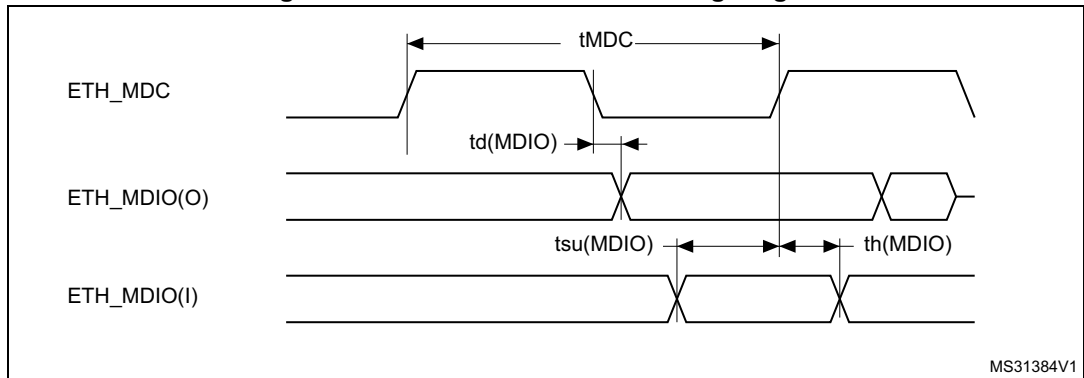 tMDC
ETH_MDC
td(MDIO)
ETH_MDIO(O)
tsu(MDIO)
th(MDIO)
ETH_MDIO(I)
MS31384V1